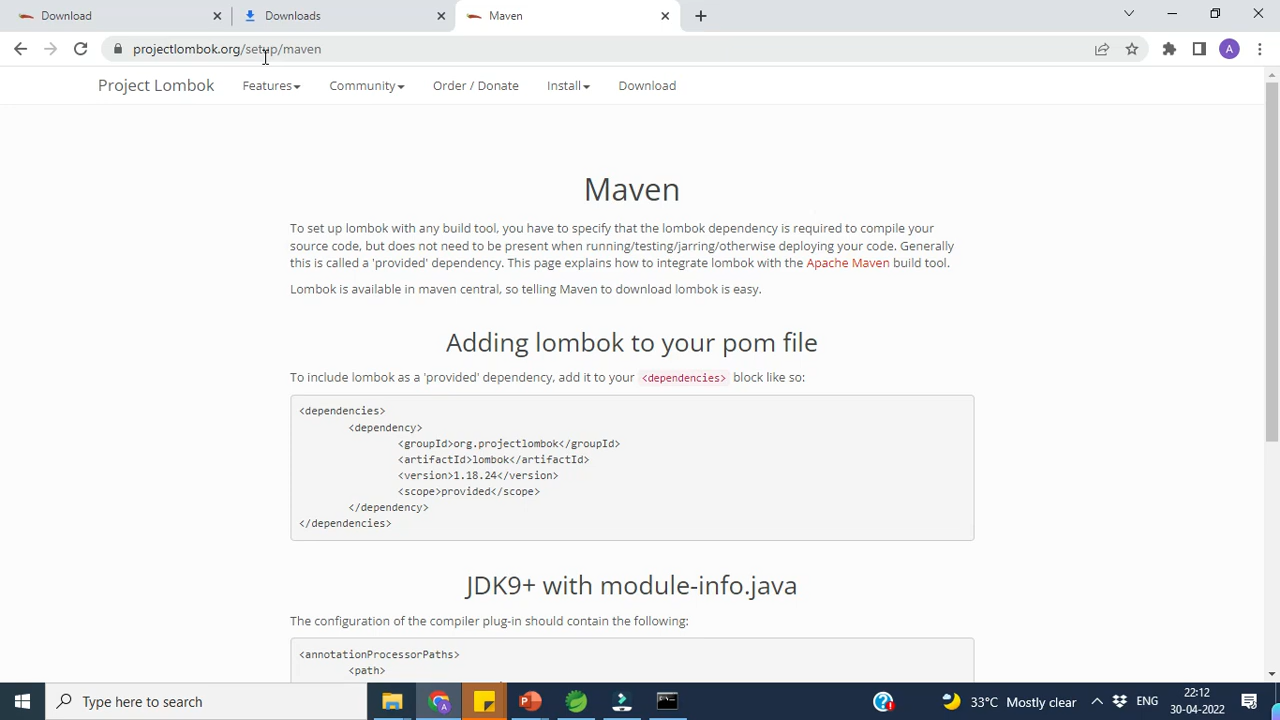 Download
Downloads
Maven
projectlombok.org/setup/maven
A
Project Lombok
Features
Community
Order / Donate
Install
Download
Maven
To set up lombok with any build tool, you have to specify that the lombok dependency is required to compile your
source code, but does not need to be present when running/testing/jarring/otherwise deploying your code. Generally
this is called a 'provided' dependency. This page explains how to integrate lombok with the Apache Maven build tool.
Lombok is available in maven central, so telling Maven to download lombok is easy.
Adding lombok to your pom file
To include lombok as a 'provided' dependency, add it to your <dependencies> block like so:
<dependencies>
<dependency>
<groupId>org.projectlombok</groupId>
<artifactId>lombok</artifactId>
<version>1.18.24</version>
<scope>provided</scope>
</dependency>
</dependencies>
JDK9+ with module-info.java
The configuration of the compiler plug-in should contain the following:
<annotationProcessorPaths>
<path>
Type here to search
33°C Mostly clear
ENG
22:12
30-04-2022